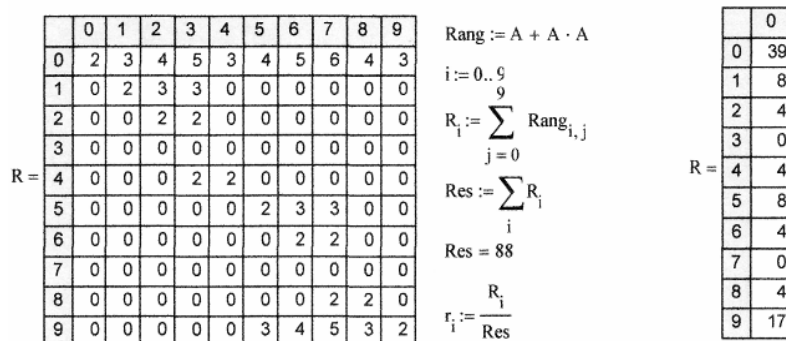 0 1 2 3 4 5 6 7 8 9
0 2 3 4 5 3 4 5 6 4 3
1 0 2 3 3 0 0 0 0 0 0
2 0 0 2 2 0 0 0 0 0 0
3 0 0 0 0 0 0 0 0 0 0
R = 4 0 0 0 2 2 0 0 0 0 0
5 0 0 0 0 0 2 3 3 0 0
6 0 0 0 0 0 0 2 2 0 0
7 0 0 0 0 0 0 0 0 0 0
8 0 0 0 0 0 0 0 2 2 0
9 0 0 0 0 0 3 4 5 3 2
Rang := A + A · A
i := 0.. 9
9
R_i := ∑ Rang_{i, j}
j = 0
Res := ∑ R_i
i
Res = 88
r_i := R_i / Res
0
0 39
1 8
2 4
3 0
R = 4 4
5 8
6 4
7 0
8 4
9 17